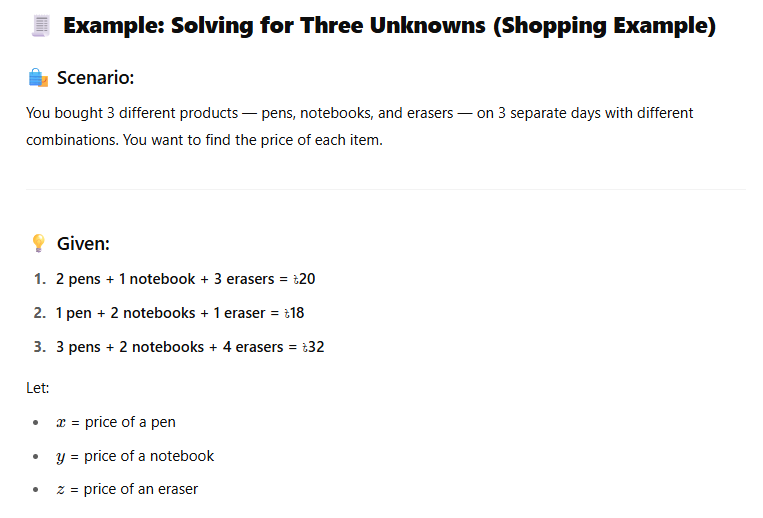 Example: Solving for Three Unknowns (Shopping Example)
Scenario:
You bought 3 different products — pens, notebooks, and erasers — on 3 separate days with different
combinations. You want to find the price of each item.
Given:
1. 2 pens + 1 notebook + 3 erasers = ৳20
2. 1 pen + 2 notebooks + 1 eraser = ৳18
3. 3 pens + 2 notebooks + 4 erasers = ৳32
Let:
• x = price of a pen
• y = price of a notebook
• z = price of an eraser